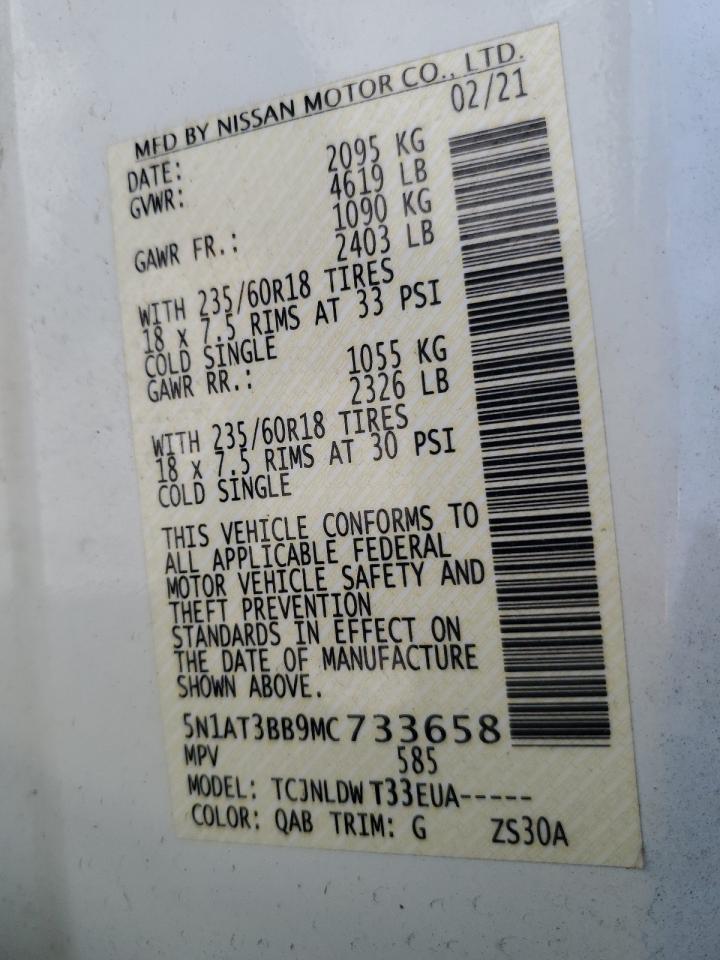 MFD BY NISSAN MOTOR CO., LTD.
DATE: 02/21
GVWR: 2095 KG
4619 LB
GAWR FR.: 1090 KG
2403 LB
WITH 235/60R18 TIRES
18 x 7.5 RIMS AT 33 PSI
COLD SINGLE
GAWR RR.: 1055 KG
2326 LB
WITH 235/60R18 TIRES
18 x 7.5 RIMS AT 30 PSI
COLD SINGLE
THIS VEHICLE CONFORMS TO
ALL APPLICABLE FEDERAL
MOTOR VEHICLE SAFETY AND
THEFT PREVENTION
STANDARDS IN EFFECT ON
THE DATE OF MANUFACTURE
SHOWN ABOVE.
5N1AT3BB9MC733658
MPV 585
MODEL: TCJNLDWT33EUA-----
COLOR: QAB TRIM: G ZS30A